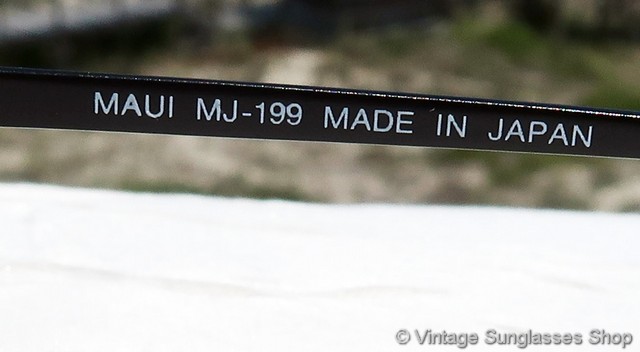 MAUI MJ-199 MADE IN JAPAN
© Vintage Sunglasses Shop